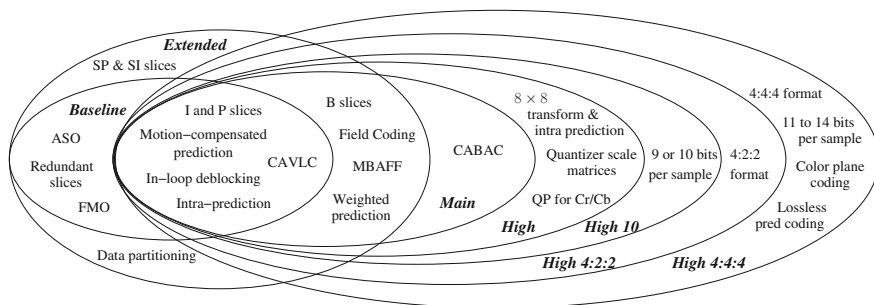 Extended
SP & SI slices
Baseline
ASO
Redundant
slices
FMO
Data partitioning
I and P slices
Motion−compensated
prediction
CAVLC
In−loop deblocking
Intra−prediction
B slices
Field Coding
MBAFF
Weighted
prediction
CABAC
Main
8 × 8
transform &
intra prediction
Quantizer scale
matrices
QP for Cr/Cb
High
9 or 10 bits
per sample
High 10
4:2:2
format
High 4:2:2
4:4:4 format
11 to 14 bits
per sample
Color plane
coding
Lossless
pred coding
High 4:4:4